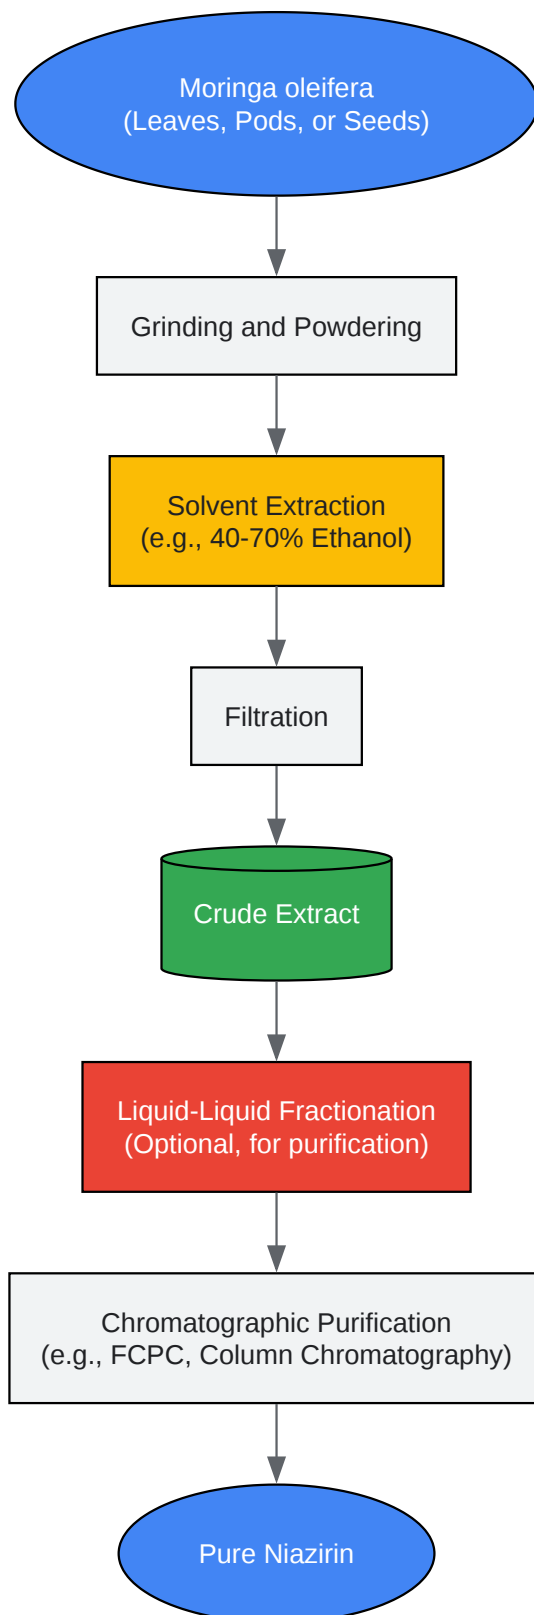 Moringa oleifera
(Leaves, Pods, or Seeds)
Grinding and Powdering
Solvent Extraction
(e.g., 40-70% Ethanol)
Filtration
Crude Extract
Liquid-Liquid Fractionation
(Optional, for purification)
Chromatographic Purification
(e.g., FCPC, Column Chromatography)
Pure Niazirin